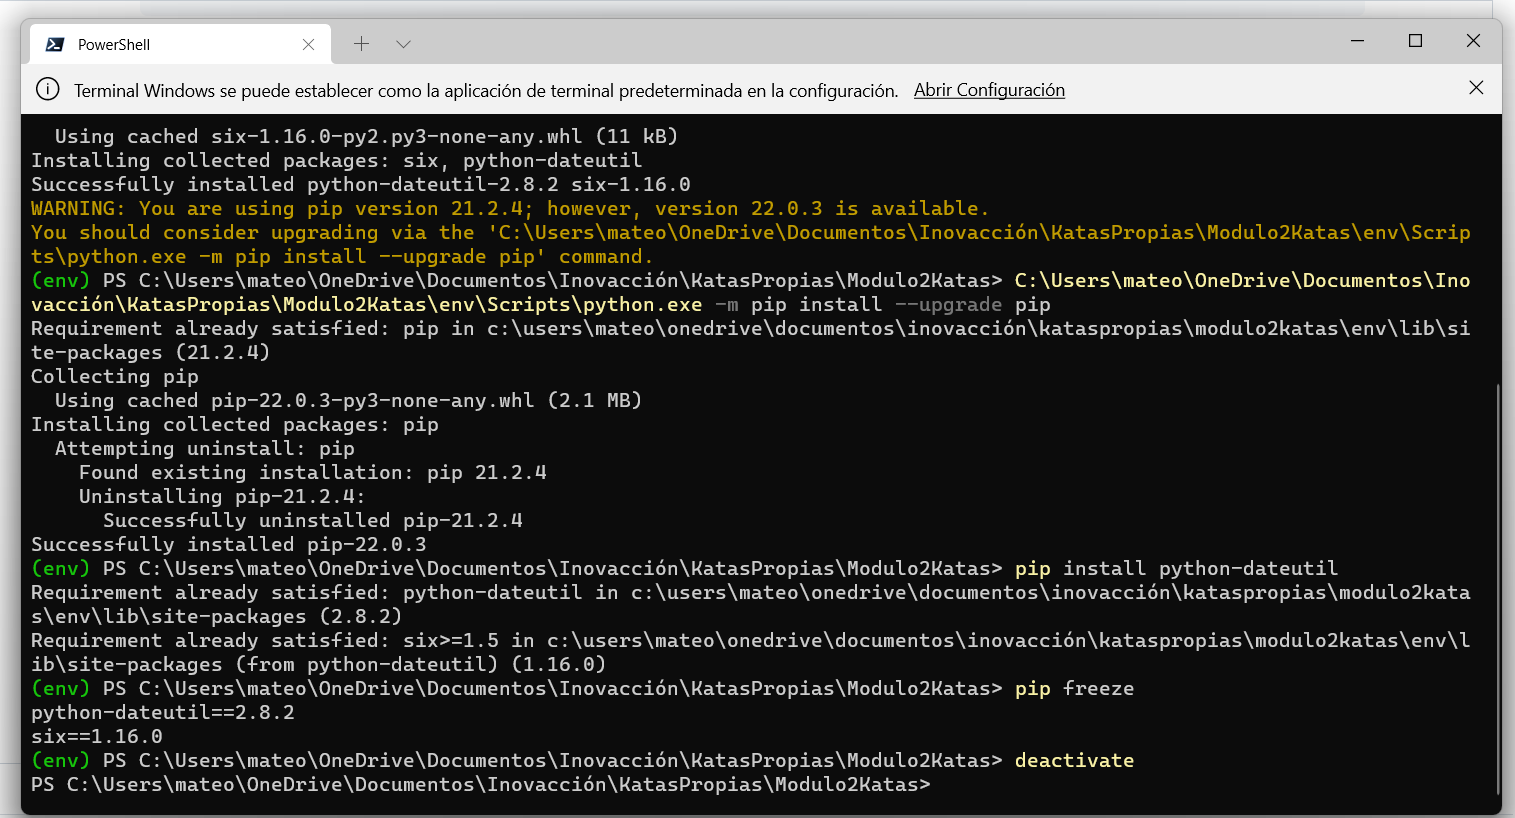 PowerShell
Terminal Windows se puede establecer como la aplicación de terminal predeterminada en la configuración. Abrir Configuración
  Using cached six-1.16.0-py2.py3-none-any.whl (11 kB)
Installing collected packages: six, python-dateutil
Successfully installed python-dateutil-2.8.2 six-1.16.0
WARNING: You are using pip version 21.2.4; however, version 22.0.3 is available.
You should consider upgrading via the 'C:\Users\mateo\OneDrive\Documentos\Inovacción\KatasPropias\Modulo2Katas\env\Scrip
ts\python.exe -m pip install --upgrade pip' command.
(env) PS C:\Users\mateo\OneDrive\Documentos\Inovacción\KatasPropias\Modulo2Katas> C:\Users\mateo\OneDrive\Documentos\Ino
vacción\KatasPropias\Modulo2Katas\env\Scripts\python.exe -m pip install --upgrade pip
Requirement already satisfied: pip in c:\users\mateo\onedrive\documentos\inovacción\kataspropias\modulo2katas\env\lib\si
te-packages (21.2.4)
Collecting pip
  Using cached pip-22.0.3-py3-none-any.whl (2.1 MB)
Installing collected packages: pip
  Attempting uninstall: pip
    Found existing installation: pip 21.2.4
    Uninstalling pip-21.2.4:
      Successfully uninstalled pip-21.2.4
Successfully installed pip-22.0.3
(env) PS C:\Users\mateo\OneDrive\Documentos\Inovacción\KatasPropias\Modulo2Katas> pip install python-dateutil
Requirement already satisfied: python-dateutil in c:\users\mateo\onedrive\documentos\inovacción\kataspropias\modulo2kata
s\env\lib\site-packages (2.8.2)
Requirement already satisfied: six>=1.5 in c:\users\mateo\onedrive\documentos\inovacción\kataspropias\modulo2katas\env\l
ib\site-packages (from python-dateutil) (1.16.0)
(env) PS C:\Users\mateo\OneDrive\Documentos\Inovacción\KatasPropias\Modulo2Katas> pip freeze
python-dateutil==2.8.2
six==1.16.0
(env) PS C:\Users\mateo\OneDrive\Documentos\Inovacción\KatasPropias\Modulo2Katas> deactivate
PS C:\Users\mateo\OneDrive\Documentos\Inovacción\KatasPropias\Modulo2Katas>